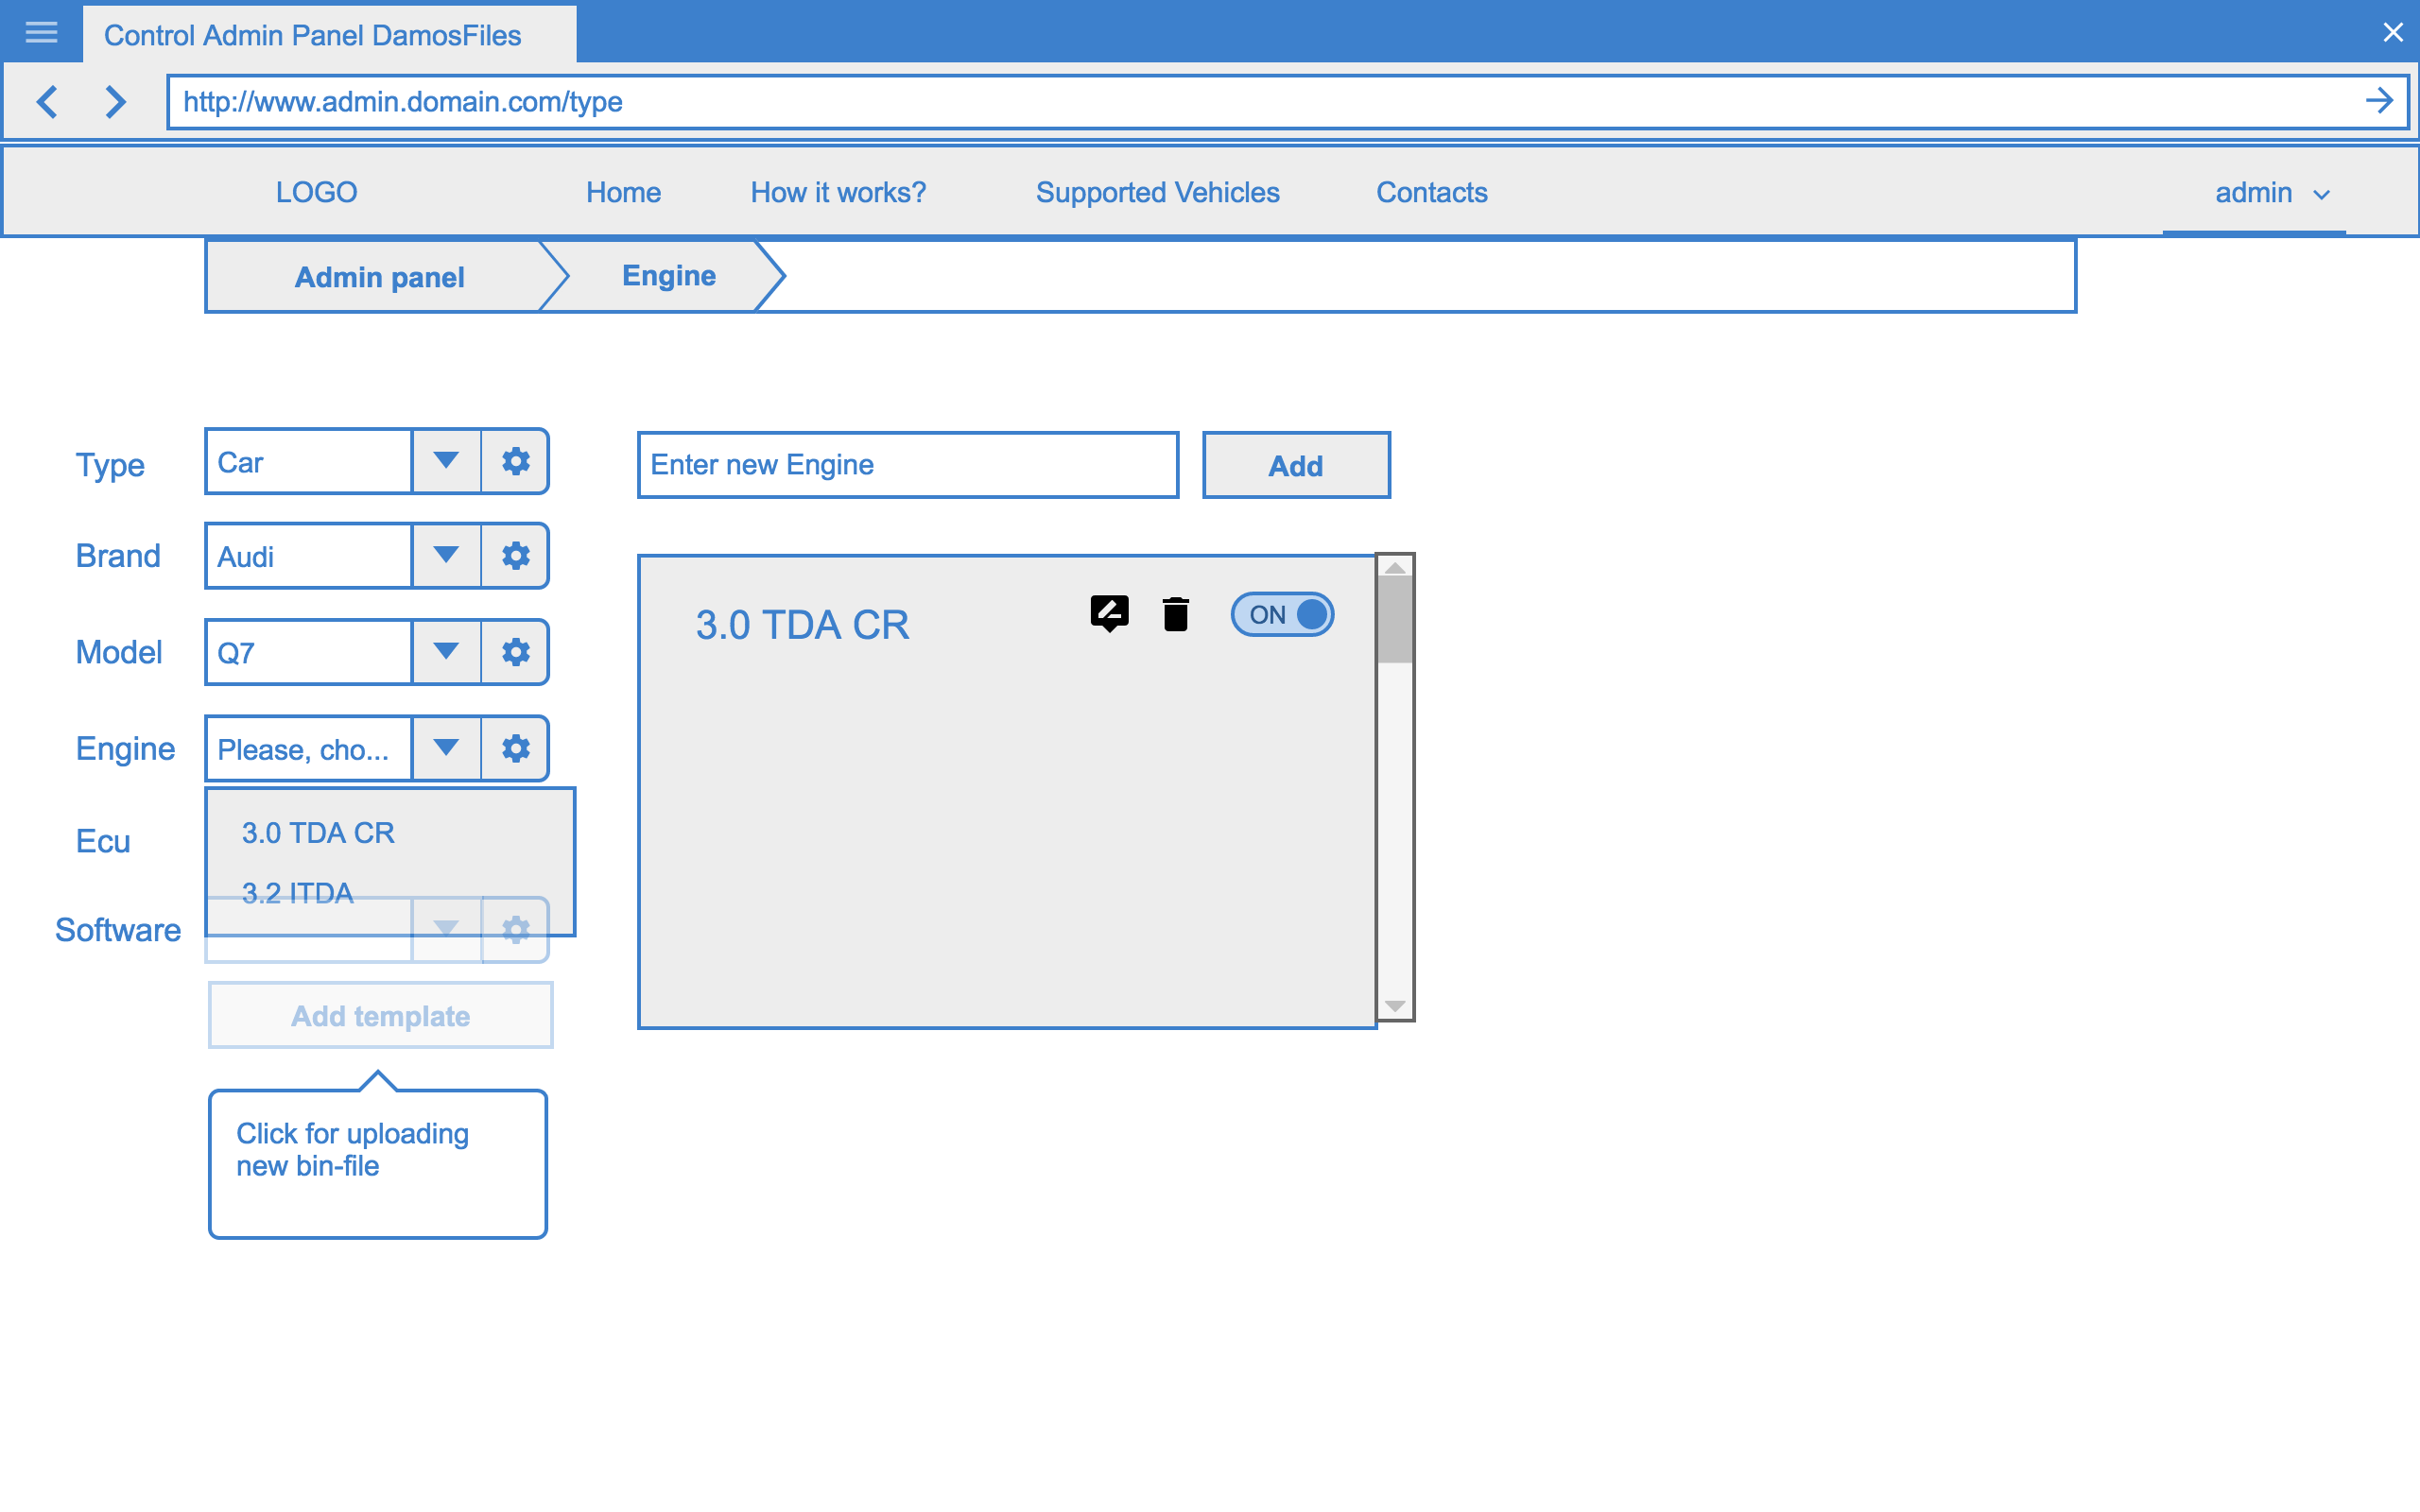 Control Admin Panel DamosFiles
http://www.admin.domain.com/type
LOGO Home How it works? Supported Vehicles Contacts admin
Admin panel Engine
Type Car Enter new Engine Add
Brand Audi
3.0 TDA CR ON
Model Q7
Engine Please, cho...
3.0 TDA CR
Ecu
3.2 ITDA
Software
Add template
Click for uploading
new bin-file